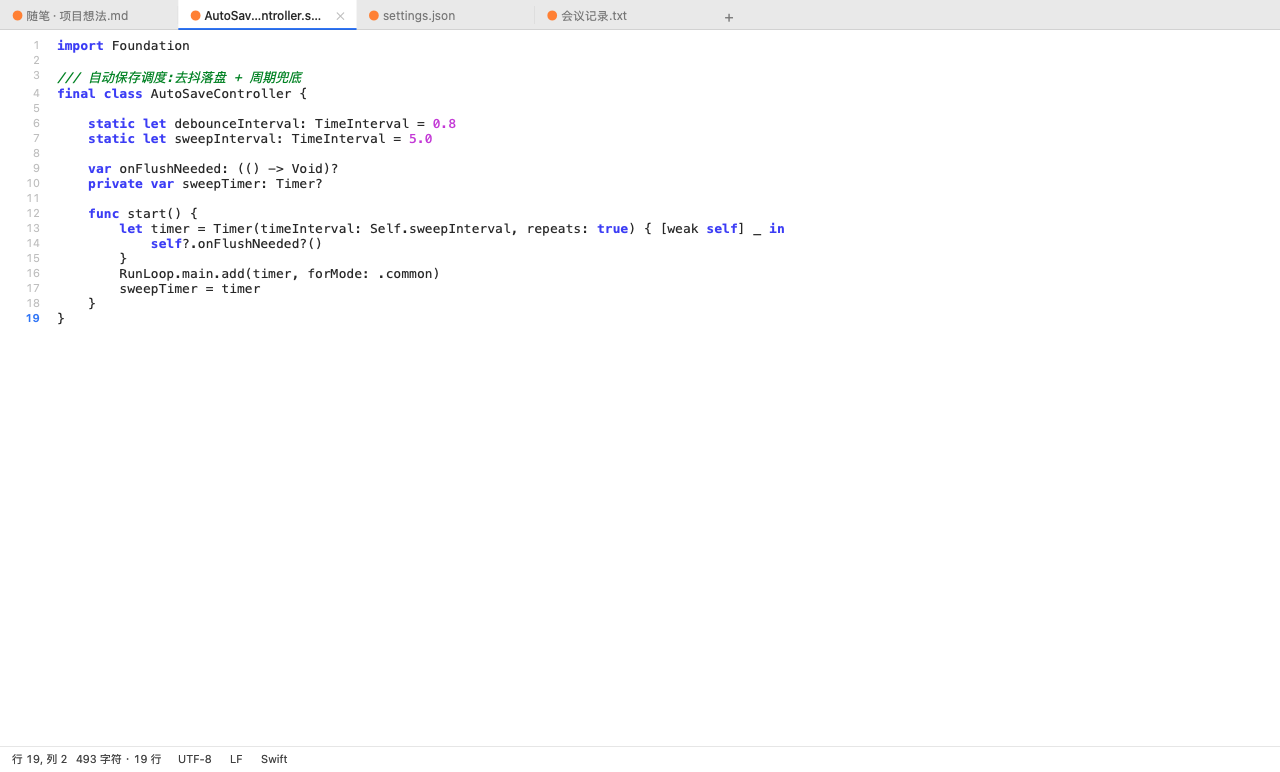 随笔 · 项目想法.md
AutoSav...ntroller.s...
settings.json
会议记录.txt
+
1 import Foundation
2
3 /// 自动保存调度:去抖落盘 + 周期兜底
4 final class AutoSaveController {
5
6     static let debounceInterval: TimeInterval = 0.8
7     static let sweepInterval: TimeInterval = 5.0
8
9     var onFlushNeeded: (() -> Void)?
10     private var sweepTimer: Timer?
11
12     func start() {
13         let timer = Timer(timeInterval: Self.sweepInterval, repeats: true) { [weak self] _ in
14             self?.onFlushNeeded?()
15         }
16         RunLoop.main.add(timer, forMode: .common)
17         sweepTimer = timer
18     }
19 }
行 19, 列 2 493 字符 · 19 行 UTF-8 LF Swift